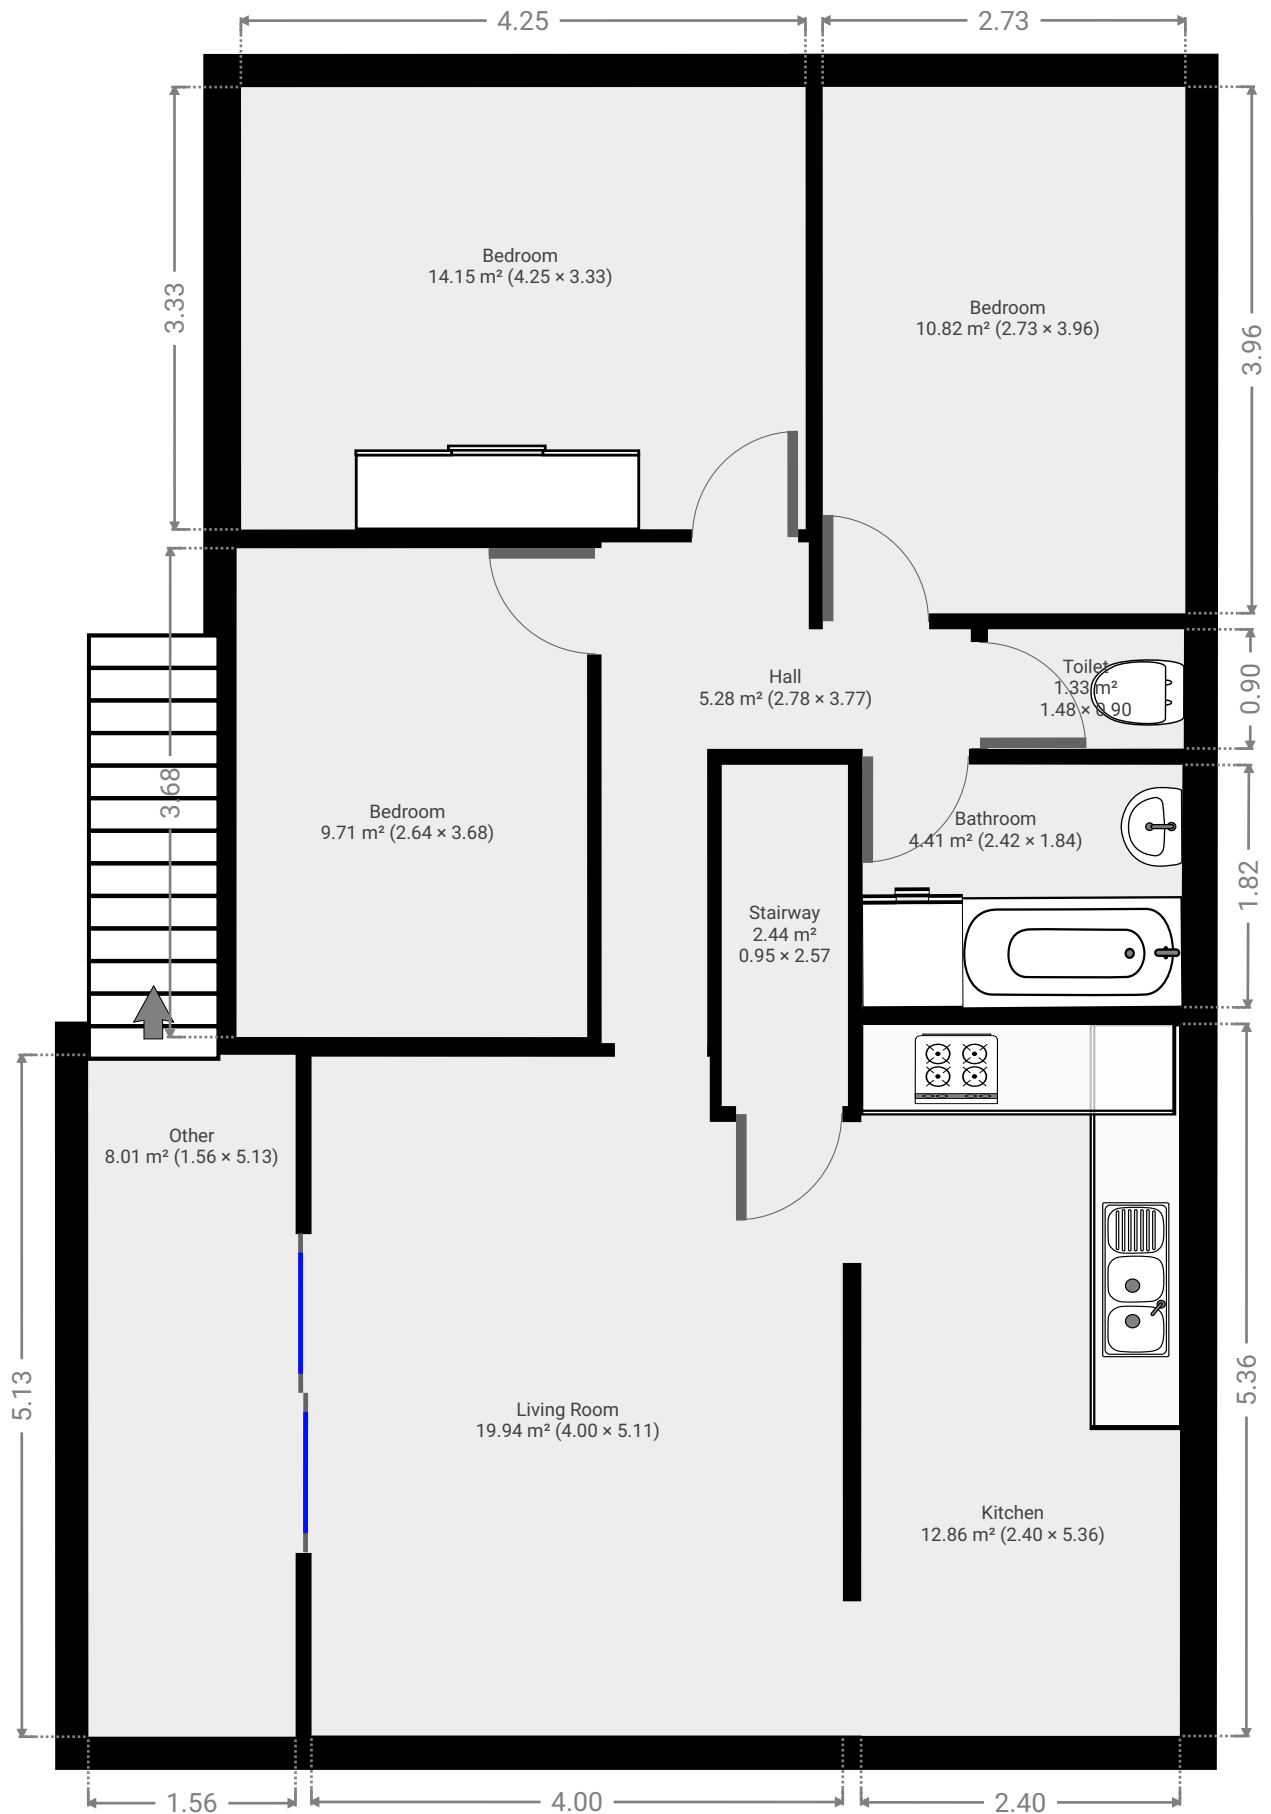 4.25
2.73
3.33
3.96
Bedroom
14.15 m² (4.25 × 3.33)
Bedroom
10.82 m² (2.73 × 3.96)
Hall
5.28 m² (2.78 × 3.77)
Toilet
1.33 m²
1.48 × 0.90
0.90
3.68
Bedroom
9.71 m² (2.64 × 3.68)
Bathroom
4.41 m² (2.42 × 1.84)
1.82
Stairway
2.44 m²
0.95 × 2.57
Other
8.01 m² (1.56 × 5.13)
5.13
Living Room
19.94 m² (4.00 × 5.11)
5.36
Kitchen
12.86 m² (2.40 × 5.36)
1.56
4.00
2.40